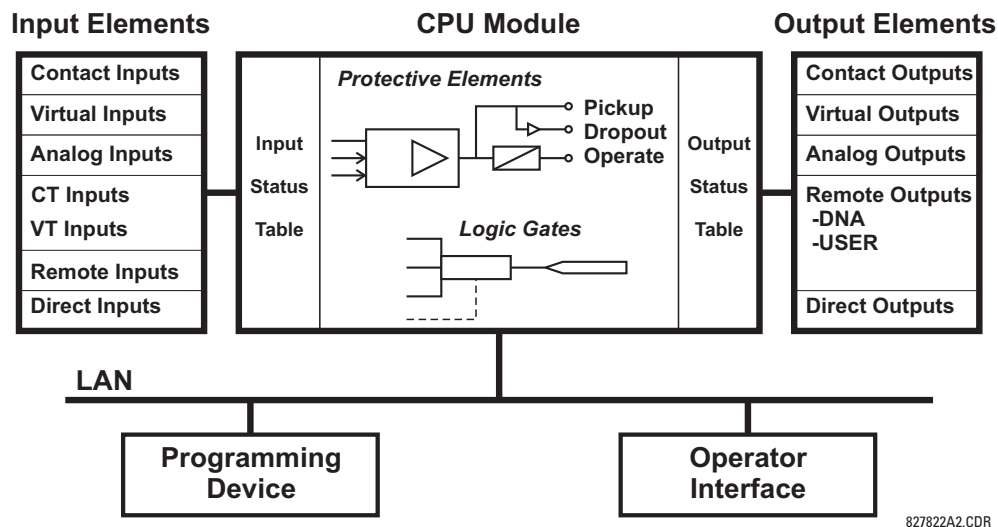 Input Elements
CPU Module
Output Elements
Contact Inputs
Virtual Inputs
Analog Inputs
CT Inputs
VT Inputs
Remote Inputs
Direct Inputs
Input
Status
Table
Protective Elements
Pickup
Dropout
Operate
Logic Gates
Output
Status
Table
Contact Outputs
Virtual Outputs
Analog Outputs
Remote Outputs
-DNA
-USER
Direct Outputs
LAN
Programming
Device
Operator
Interface
827822A2.CDR